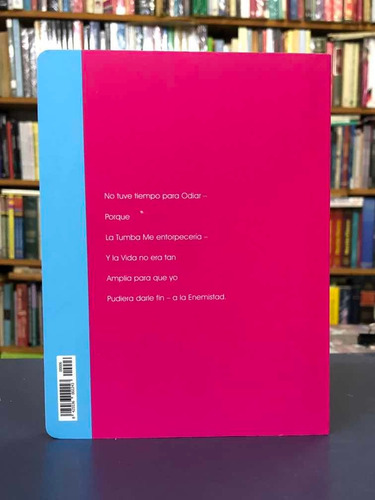 No tuve tiempo para Odiar –
Porque
La Tumba Me entorpecería –
Y la Vida no era tan
Amplia para que yo
Pudiera darle fin – a la Enemistad.